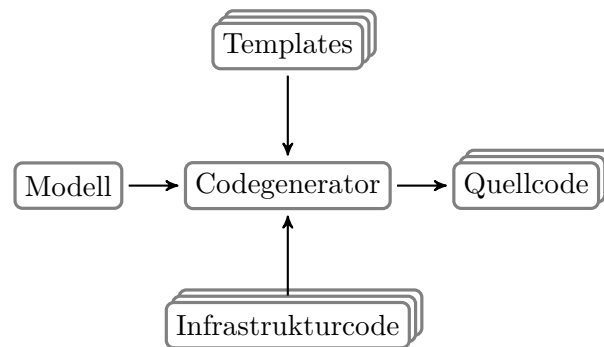 Templates
Modell
Codegenerator
Quellcode
Infrastrukturcode